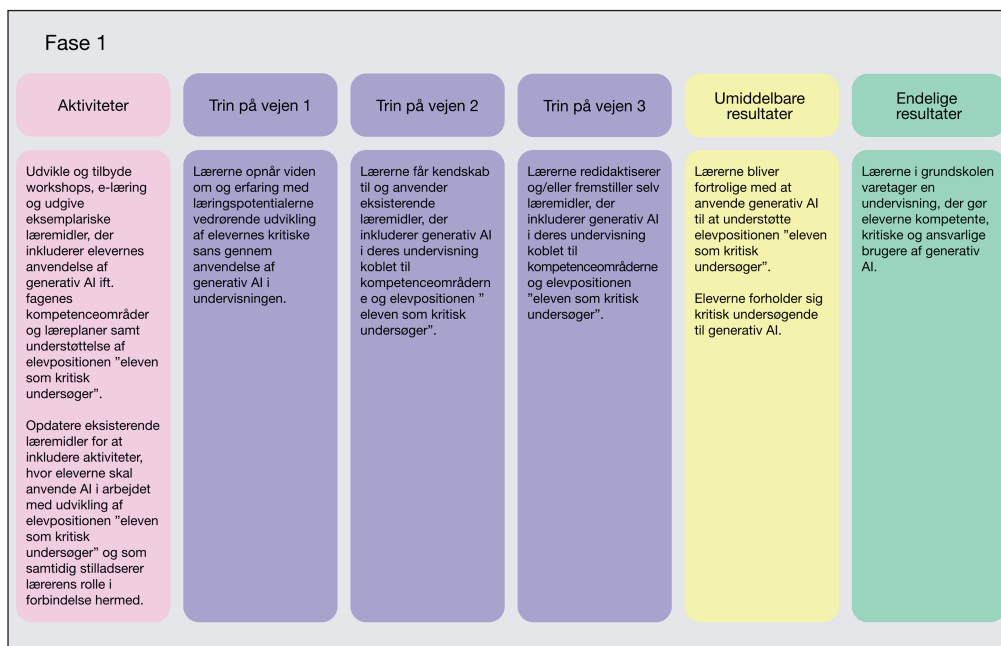 Fase 1
Aktiviteter
Trin på vejen 1
Trin på vejen 2
Trin på vejen 3
Umiddelbare
resultater
Endelige
resultater
Udvikle og tilbyde
workshops, e-læring
og udgive
eksemplariske
læremidler, der
inkluderer elevernes
anvendelse af
generativ AI ift.
fagenes
kompetenceområder
og læreplaner samt
understøttelse af
elevpositionen ”eleven
som kritisk
undersøger”.
Opdatere eksisterende
læremidler for at
inkludere aktiviteter,
hvor eleverne skal
anvende AI i arbejdet
med udvikling af
elevpositionen ”eleven
som kritisk
undersøger” og som
samtidig stilladserer
lærerens rolle i
forbindelse hermed.
Lærerne opnår viden
om og erfaring med
læringspotentialerne
vedrørende udvikling
af elevernes kritiske
sans gennem
anvendelse af
generativ AI i
undervisningen.
Lærerne får kendskab
til og anvender
eksisterende
læremidler, der
inkluderer generativ AI
i deres undervisning
koblet til
kompetenceområdern
e og elevpositionen ”
eleven som kritisk
undersøger”.
Lærerne redidaktiserer
og/eller fremstiller selv
læremidler, der
inkluderer generativ AI
i deres undervisning
koblet til
kompetenceområderne
og elevpositionen
”eleven som kritisk
undersøger”.
Lærerne bliver
fortrolige med at
anvende generativ AI
til at understøtte
elevpositionen ”eleven
som kritisk
undersøger”.
Eleverne forholder sig
kritisk undersøgende
til generativ AI.
Lærerne i grundskolen
varetager en
undervisning, der gør
eleverne kompetente,
kritiske og ansvarlige
brugere af generativ
AI.